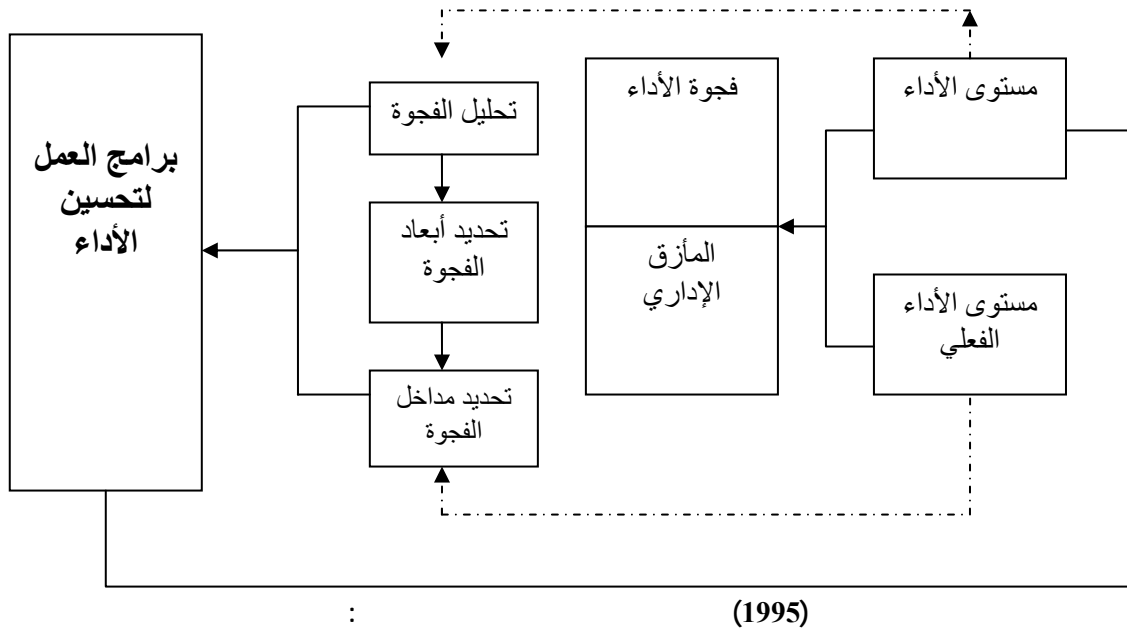 مستوى الأداء
فجوة الأداء
تحليل الفجوة
برامج العمل
لتحسين
الأداء
تحديد أبعاد
الفجوة
المأزق
الإداري
مستوى الأداء
الفعلي
تحديد مداخل
الفجوة
: (1995)